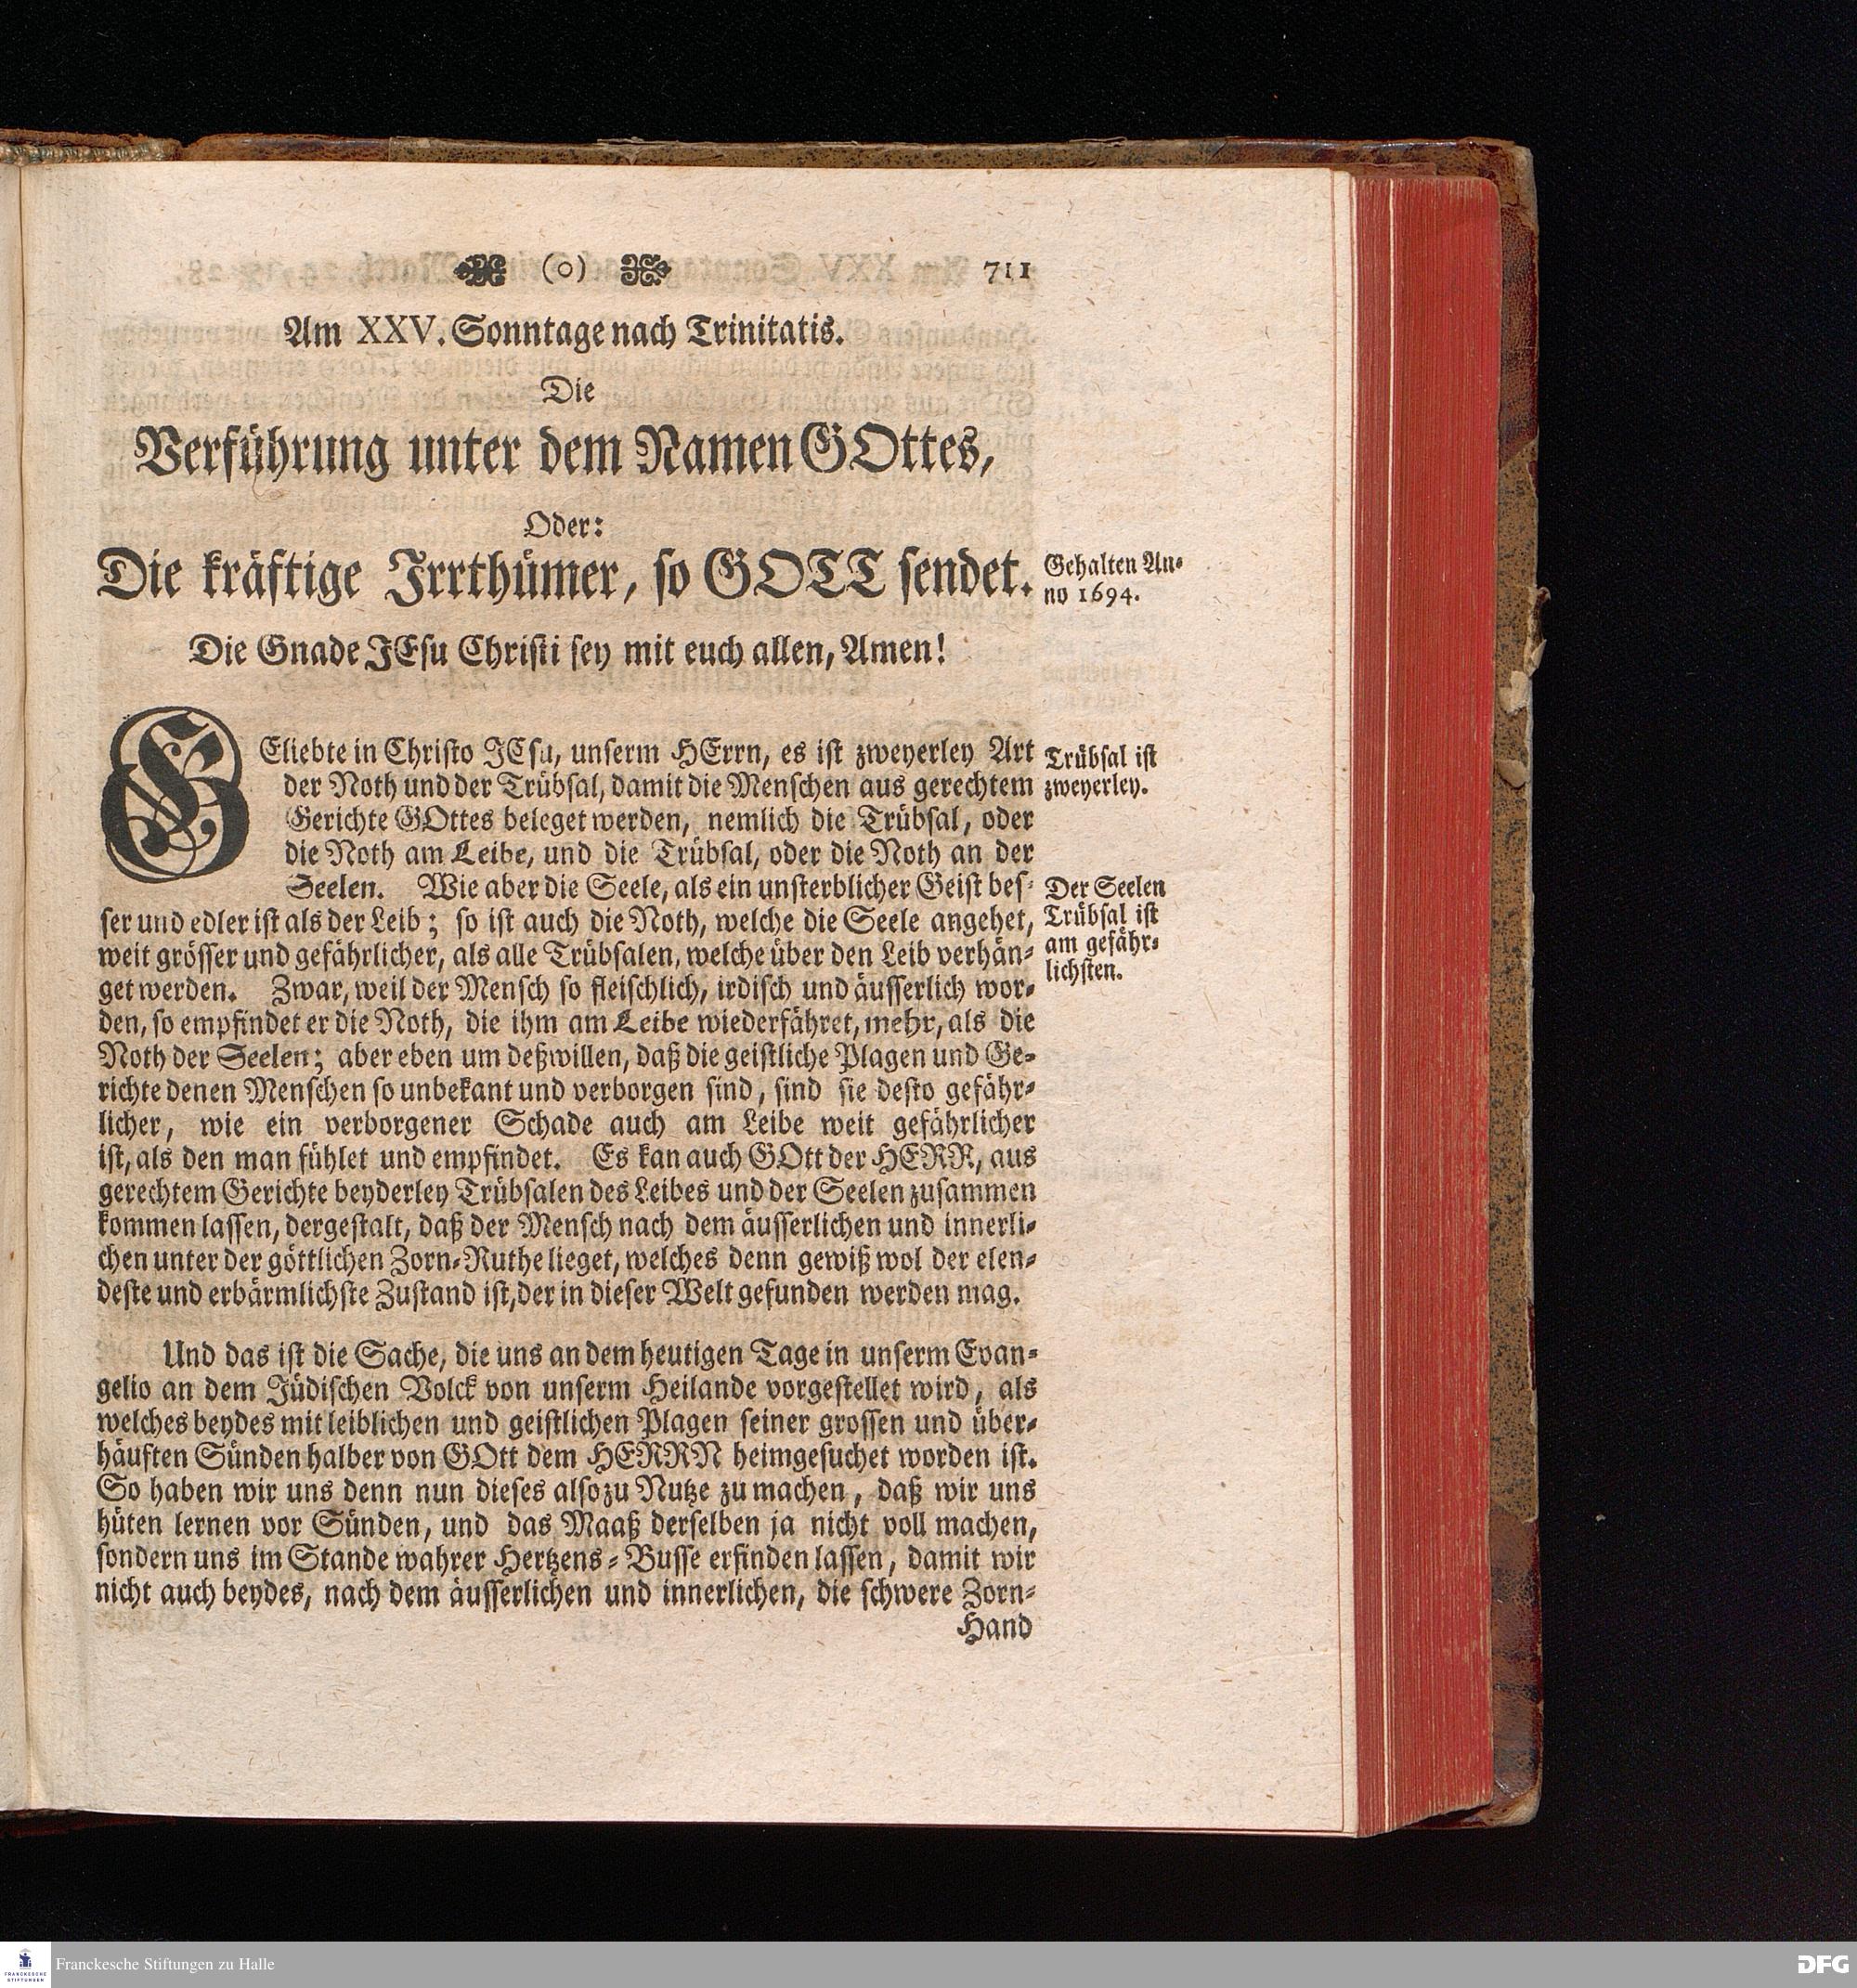 (o) 711
Am XXV. Sonntage nach Trinitatis.
Die
Verführung unter dem Namen GOttes,
Oder:
Die kräftige Irrthümer, so GOTT sendet.
Gehalten An-
no 1694.
Die Gnade JEsu Christi sey mit euch allen, Amen!
GEliebte in Christo JEsu, unserm HErrn, es ist zweyerley Art
der Noth und der Trübsal, damit die Menschen aus gerechtem
Gerichte GOttes beleget werden, nemlich die Trübsal, oder
die Noth am Leibe, und die Trübsal, oder die Noth an der
Seelen. Wie aber die Seele, als ein unsterblicher Geist bes-
ser und edler ist als der Leib; so ist auch die Noth, welche die Seele angehet,
weit grösser und gefährlicher, als alle Trübsalen, welche über den Leib verhän-
get werden. Zwar, weil der Mensch so fleischlich, irdisch und äusserlich wor-
den, so empfindet er die Noth, die ihm am Leibe wiederfähret, mehr, als die
Noth der Seelen; aber eben um deßwillen, daß die geistliche Plagen und Ge-
richte denen Menschen so unbekant und verborgen sind, sind sie desto gefähr-
licher, wie ein verborgener Schade auch am Leibe weit gefährlicher
ist, als den man fühlet und empfindet. Es kan auch GOtt der HERR, aus
gerechtem Gerichte beyderley Trübsalen des Leibes und der Seelen zusammen
kommen lassen, dergestalt, daß der Mensch nach dem äusserlichen und innerli-
chen unter der göttlichen Zorn-Ruthe lieget, welches denn gewiß wol der elen-
deste und erbärmlichste Zustand ist, der in dieser Welt gefunden werden mag.
Trübsal ist
zweyerley.
Der Seelen
Trübsal ist
am gefähr-
lichsten.
Und das ist die Sache, die uns an dem heutigen Tage in unserm Evan-
gelio an dem Jüdischen Volck von unserm Heilande vorgestellet wird, als
welches beydes mit leiblichen und geistlichen Plagen seiner grossen und über-
häuften Sünden halber von GOtt dem HERRN heimgesuchet worden ist.
So haben wir uns denn nun dieses also zu Nutze zu machen, daß wir uns
hüten lernen vor Sünden, und das Maaß derselben ja nicht voll machen,
sondern uns im Stande wahrer Hertzens-Busse erfinden lassen, damit wir
nicht auch beydes, nach dem äusserlichen und innerlichen, die schwere Zorn-
Hand
FRANCKESCHE
STIFTUNGEN
Franckesche Stiftungen zu Halle
DFG